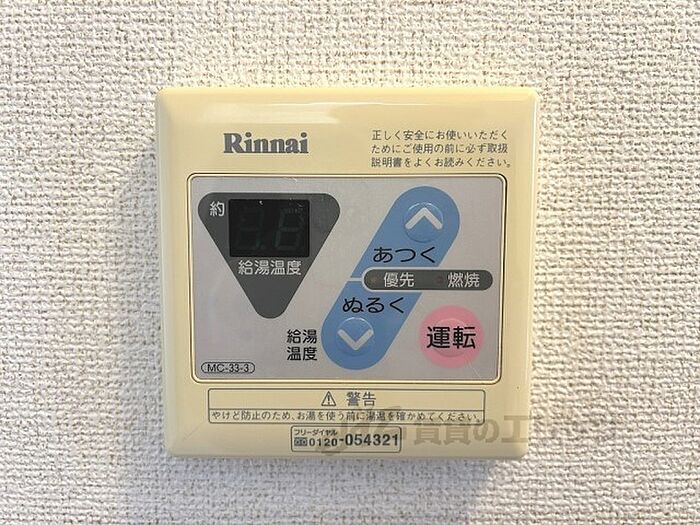 Rinnai
正しく安全にお使いいただく
ためにご使用の前に必ず取扱
説明書をよくお読みください。
約
給湯温度
あつく
優先 燃焼
ぬるく
給湯
温度
運転
MC-33-3
⚠ 警告
やけど防止のため、お湯を使う前に湯温を確かめてください。
フリーダイヤル
0120-054321